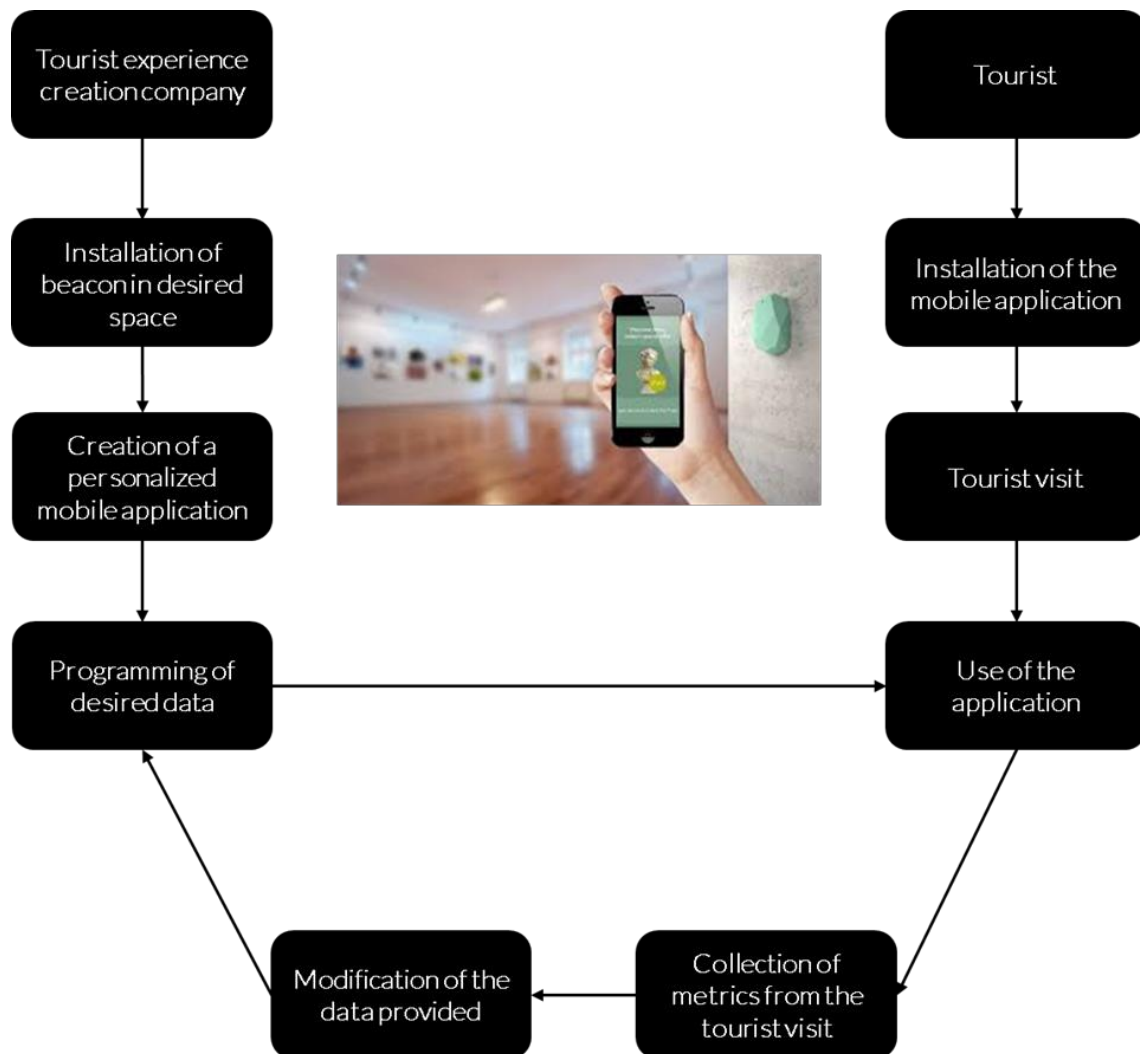 Tourist experience
creation company
Tourist
Installation of
beacon in desired
space
Installation of the
mobile application
Creation of a
personalized
mobile application
Tourist visit
Programming of
desired data
Use of the
application
Modification of the
data provided
Collection of
metrics from the
tourist visit